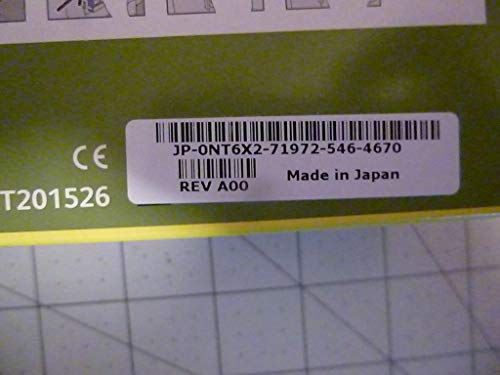 JP-0NT6X2-71972-546-4670
REV A00 Made in Japan
CE
T201526